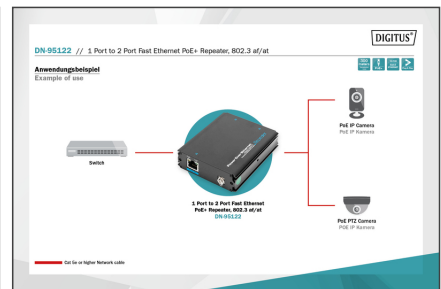 DIGITUS®
DN-95122 // 1 Port to 2 Port Fast Ethernet PoE+ Repeater, 802.3 af/at
Anwendungsbeispiel
Example of use
PoE IP Camera
PoE IP Kamera
Switch
1 Port to 2 Port Fast Ethernet
PoE+ Repeater, 802.3 af/at
DN-95122
PoE PTZ Camera
POE IP Kamera
Cat 5e or higher Network cable